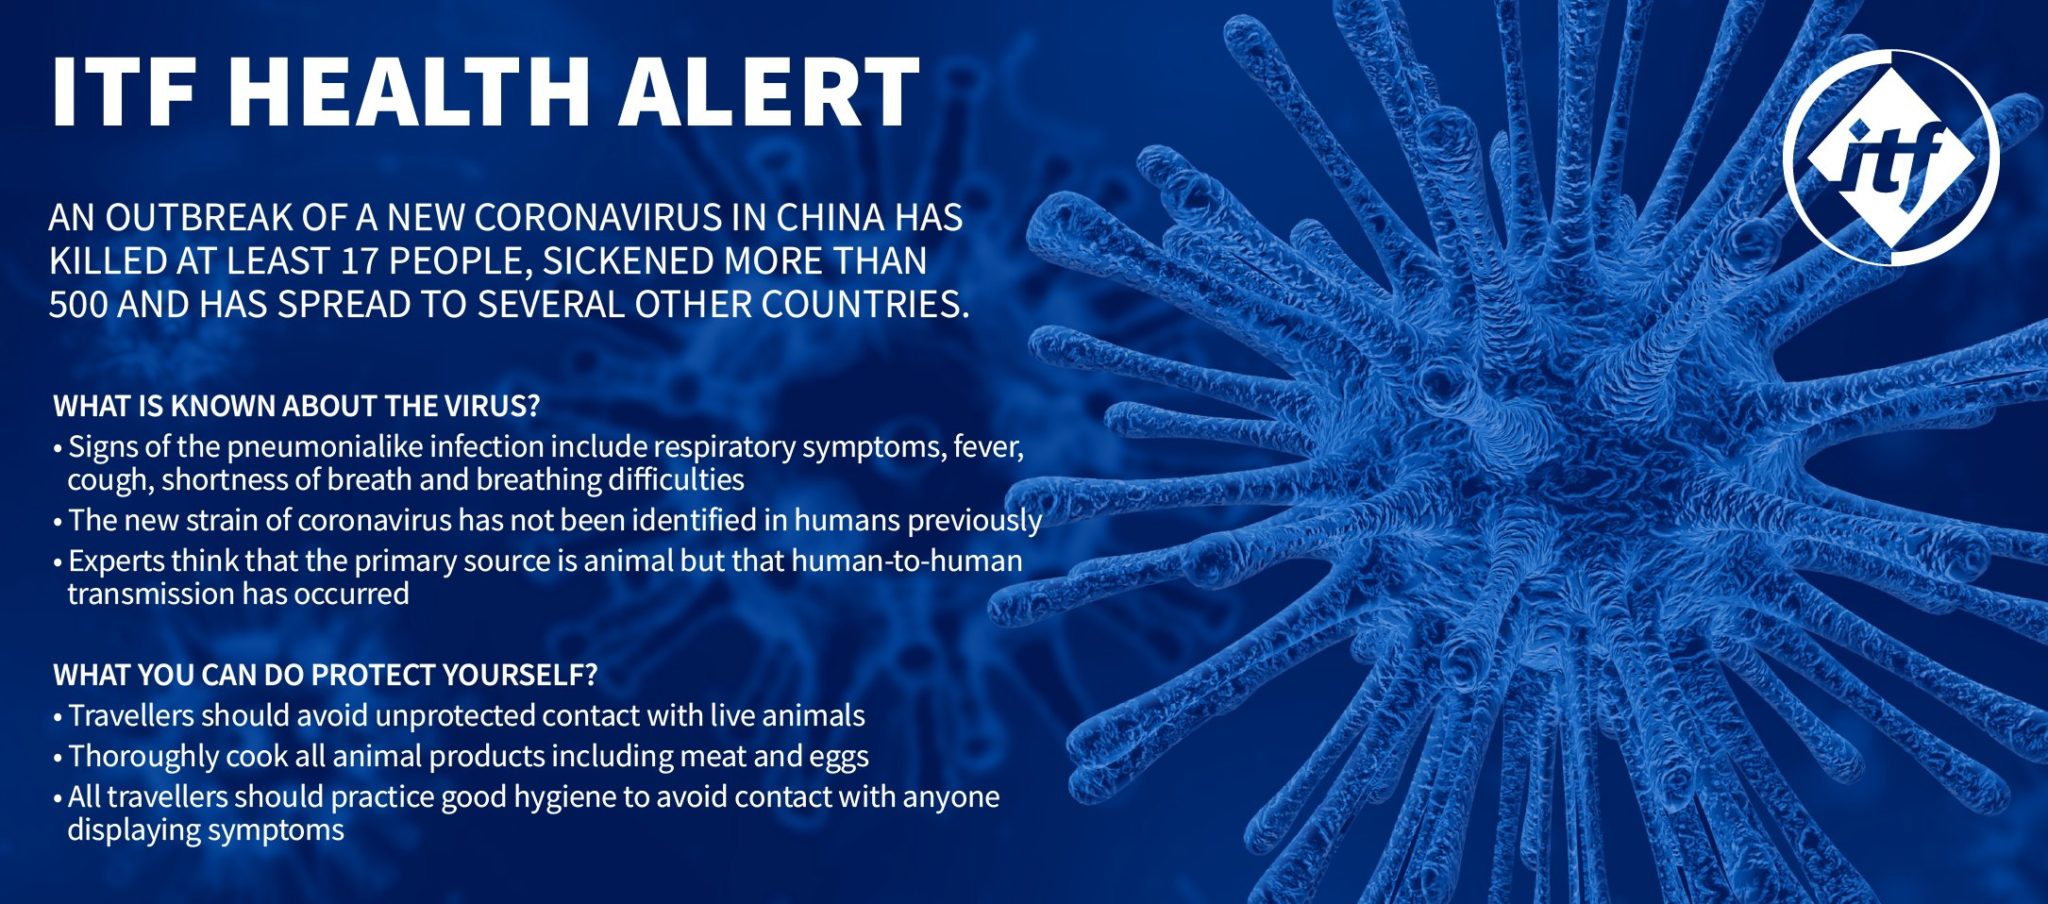 ITF HEALTH ALERT
itf
AN OUTBREAK OF A NEW CORONAVIRUS IN CHINA HAS
KILLED AT LEAST 17 PEOPLE, SICKENED MORE THAN
500 AND HAS SPREAD TO SEVERAL OTHER COUNTRIES.
WHAT IS KNOWN ABOUT THE VIRUS?
• Signs of the pneumonialike infection include respiratory symptoms, fever,
cough, shortness of breath and breathing difficulties
• The new strain of coronavirus has not been identified in humans previously
• Experts think that the primary source is animal but that human-to-human
transmission has occurred
WHAT YOU CAN DO PROTECT YOURSELF?
• Travellers should avoid unprotected contact with live animals
• Thoroughly cook all animal products including meat and eggs
• All travellers should practice good hygiene to avoid contact with anyone
displaying symptoms